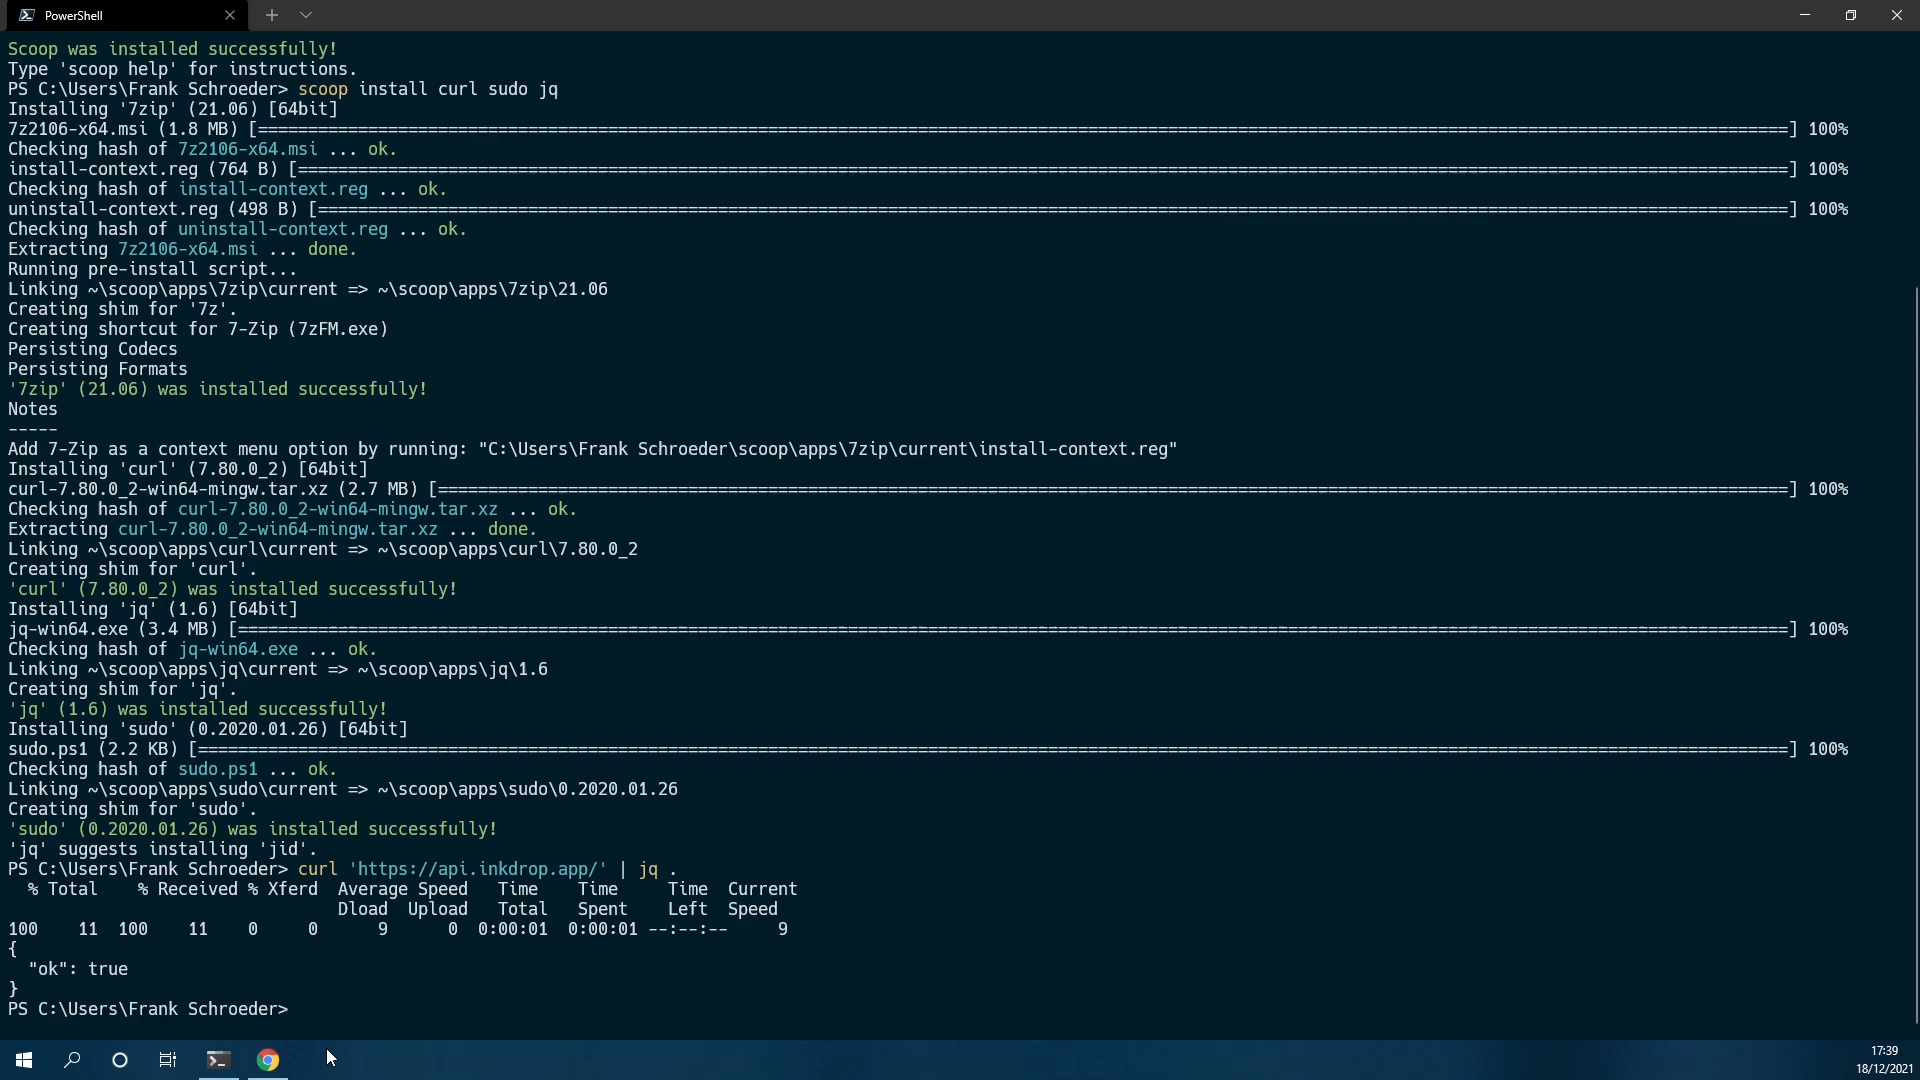 PowerShell
Scoop was installed successfully!
Type 'scoop help' for instructions.
PS C:\Users\Frank Schroeder> scoop install curl sudo jq
Installing '7zip' (21.06) [64bit]
7z2106-x64.msi (1.8 MB) [=====================================================================================================================================================] 100%
Checking hash of 7z2106-x64.msi ... ok.
install-context.reg (764 B) [=================================================================================================================================================] 100%
Checking hash of install-context.reg ... ok.
uninstall-context.reg (498 B) [===============================================================================================================================================] 100%
Checking hash of uninstall-context.reg ... ok.
Extracting 7z2106-x64.msi ... done.
Running pre-install script...
Linking ~\scoop\apps\7zip\current => ~\scoop\apps\7zip\21.06
Creating shim for '7z'.
Creating shortcut for 7-Zip (7zFM.exe)
Persisting Codecs
Persisting Formats
'7zip' (21.06) was installed successfully!
Notes
-----
Add 7-Zip as a context menu option by running: "C:\Users\Frank Schroeder\scoop\apps\7zip\current\install-context.reg"
Installing 'curl' (7.80.0_2) [64bit]
curl-7.80.0_2-win64-mingw.tar.xz (2.7 MB) [===================================================================================================================================] 100%
Checking hash of curl-7.80.0_2-win64-mingw.tar.xz ... ok.
Extracting curl-7.80.0_2-win64-mingw.tar.xz ... done.
Linking ~\scoop\apps\curl\current => ~\scoop\apps\curl\7.80.0_2
Creating shim for 'curl'.
'curl' (7.80.0_2) was installed successfully!
Installing 'jq' (1.6) [64bit]
jq-win64.exe (3.4 MB) [=======================================================================================================================================================] 100%
Checking hash of jq-win64.exe ... ok.
Linking ~\scoop\apps\jq\current => ~\scoop\apps\jq\1.6
Creating shim for 'jq'.
'jq' (1.6) was installed successfully!
Installing 'sudo' (0.2020.01.26) [64bit]
sudo.ps1 (2.2 KB) [===========================================================================================================================================================] 100%
Checking hash of sudo.ps1 ... ok.
Linking ~\scoop\apps\sudo\current => ~\scoop\apps\sudo\0.2020.01.26
Creating shim for 'sudo'.
'sudo' (0.2020.01.26) was installed successfully!
'jq' suggests installing 'jid'.
PS C:\Users\Frank Schroeder> curl 'https://api.inkdrop.app/' | jq .
  % Total    % Received % Xferd  Average Speed   Time    Time     Time  Current
                                 Dload  Upload   Total   Spent    Left  Speed
100    11  100    11    0     0      9      0  0:00:01  0:00:01 --:--:--     9
{
  "ok": true
}
PS C:\Users\Frank Schroeder>
17:39
18/12/2021